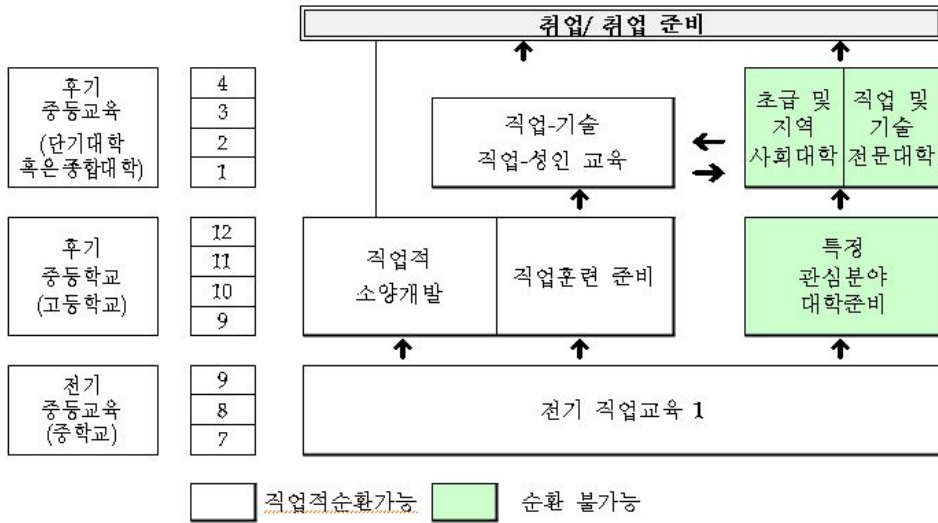 취업/ 취업 준비
후기
중등교육
(단기대학
혹은종합대학)
4
3
2
1
직업-기술
직업-성인 교육
초급 및
지역
사회대학
직업 및
기술
전문대학
후기
중등학교
(고등학교)
12
11
10
9
직업적
소양개발
직업훈련 준비
특정
관심분야
대학준비
전기
중등교육
(중학교)
9
8
7
전기 직업교육 1
직업적순환가능
순환 불가능